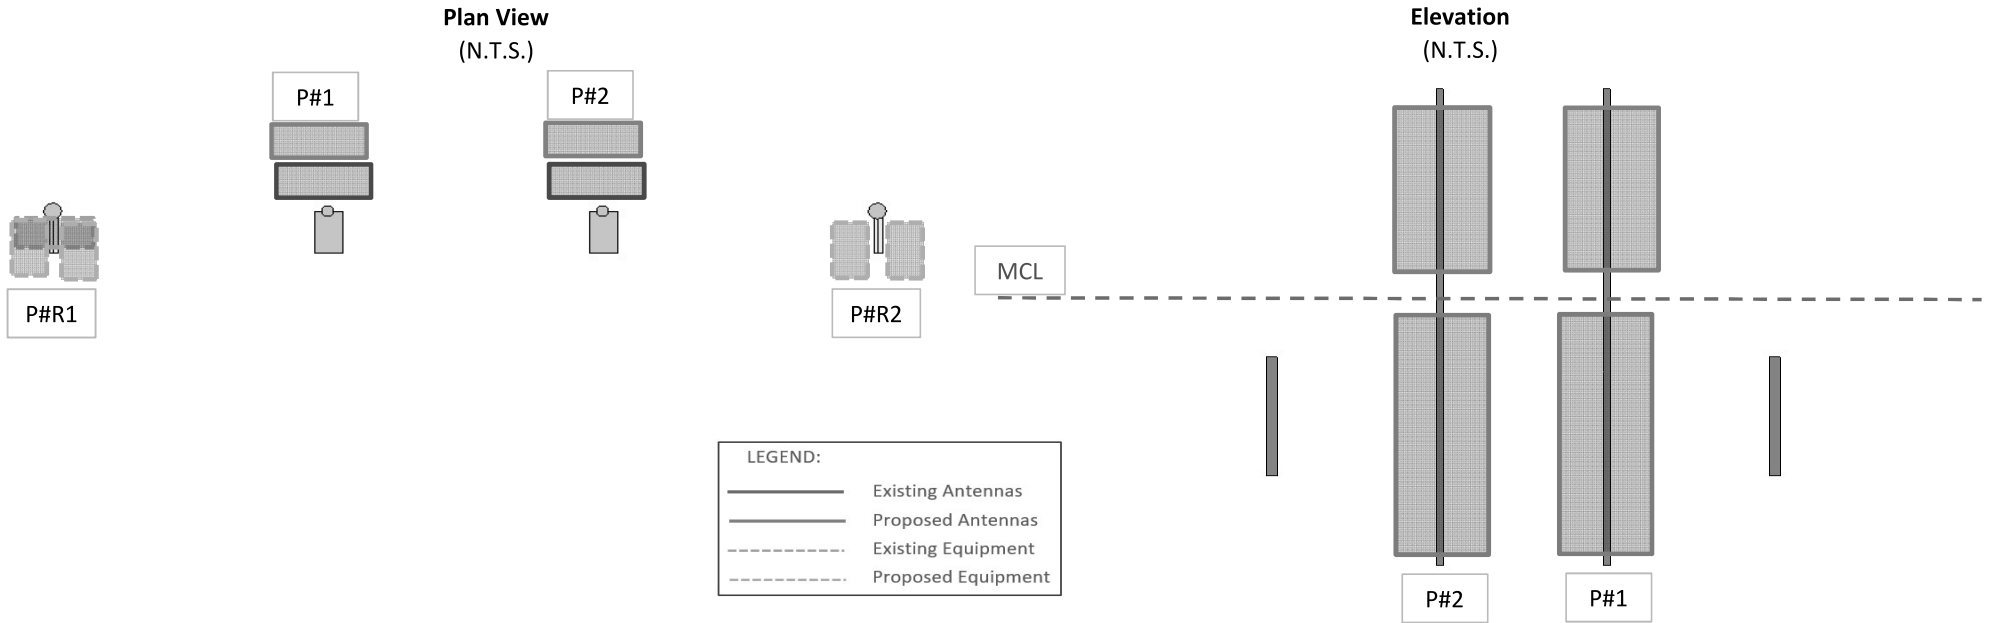 Plan View
(N.T.S.)
P#1
P#2
P#R1
P#R2
Elevation
(N.T.S.)
MCL
P#2
P#1
LEGEND:
Existing Antennas
Proposed Antennas
Existing Equipment
Proposed Equipment